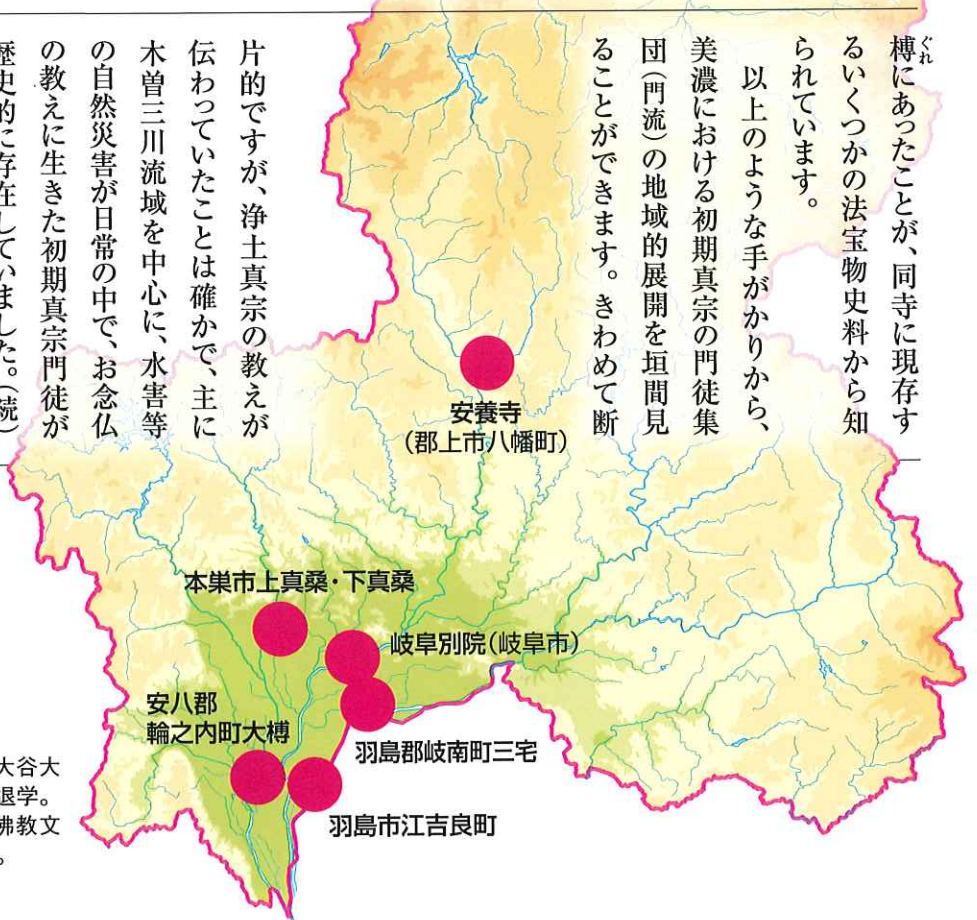 榑にあったことが、同寺に現存す
ぐれ
るいくつかの法宝物史料から知
られています。
以上のような手がかりから、
美濃における初期真宗の門徒集
団(門流)の地域的展開を垣間見
ることができます。きわめて断
片的ですが、浄土真宗の教えが
伝わっていたことは確かで、主に
木曽三川流域を中心に、水害等
の自然災害が日常の中で、お念仏
の教えに生きた初期真宗門徒が
歴史的に存在していました。(続)
安養寺
(郡上市八幡町)
本巣市上真桑・下真桑
岐阜別院(岐阜市)
安八郡
輪之内町大榑
羽島郡岐南町三宅
羽島市江吉良町
大谷大
退学。
佛教文
。